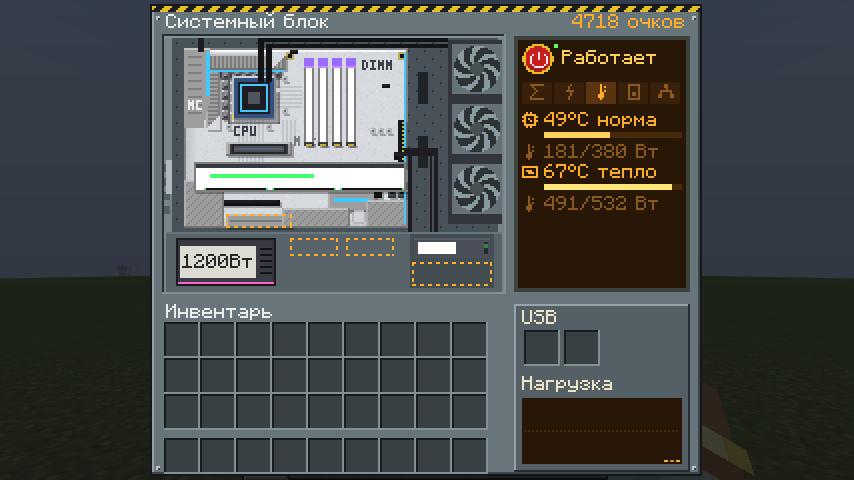 Системный блок
4718 очков
DIMM
MC
CPU
M
1200Вт
Работает
49°C норма
181/380 Вт
67°C тепло
491/532 Вт
Инвентарь
USB
Нагрузка